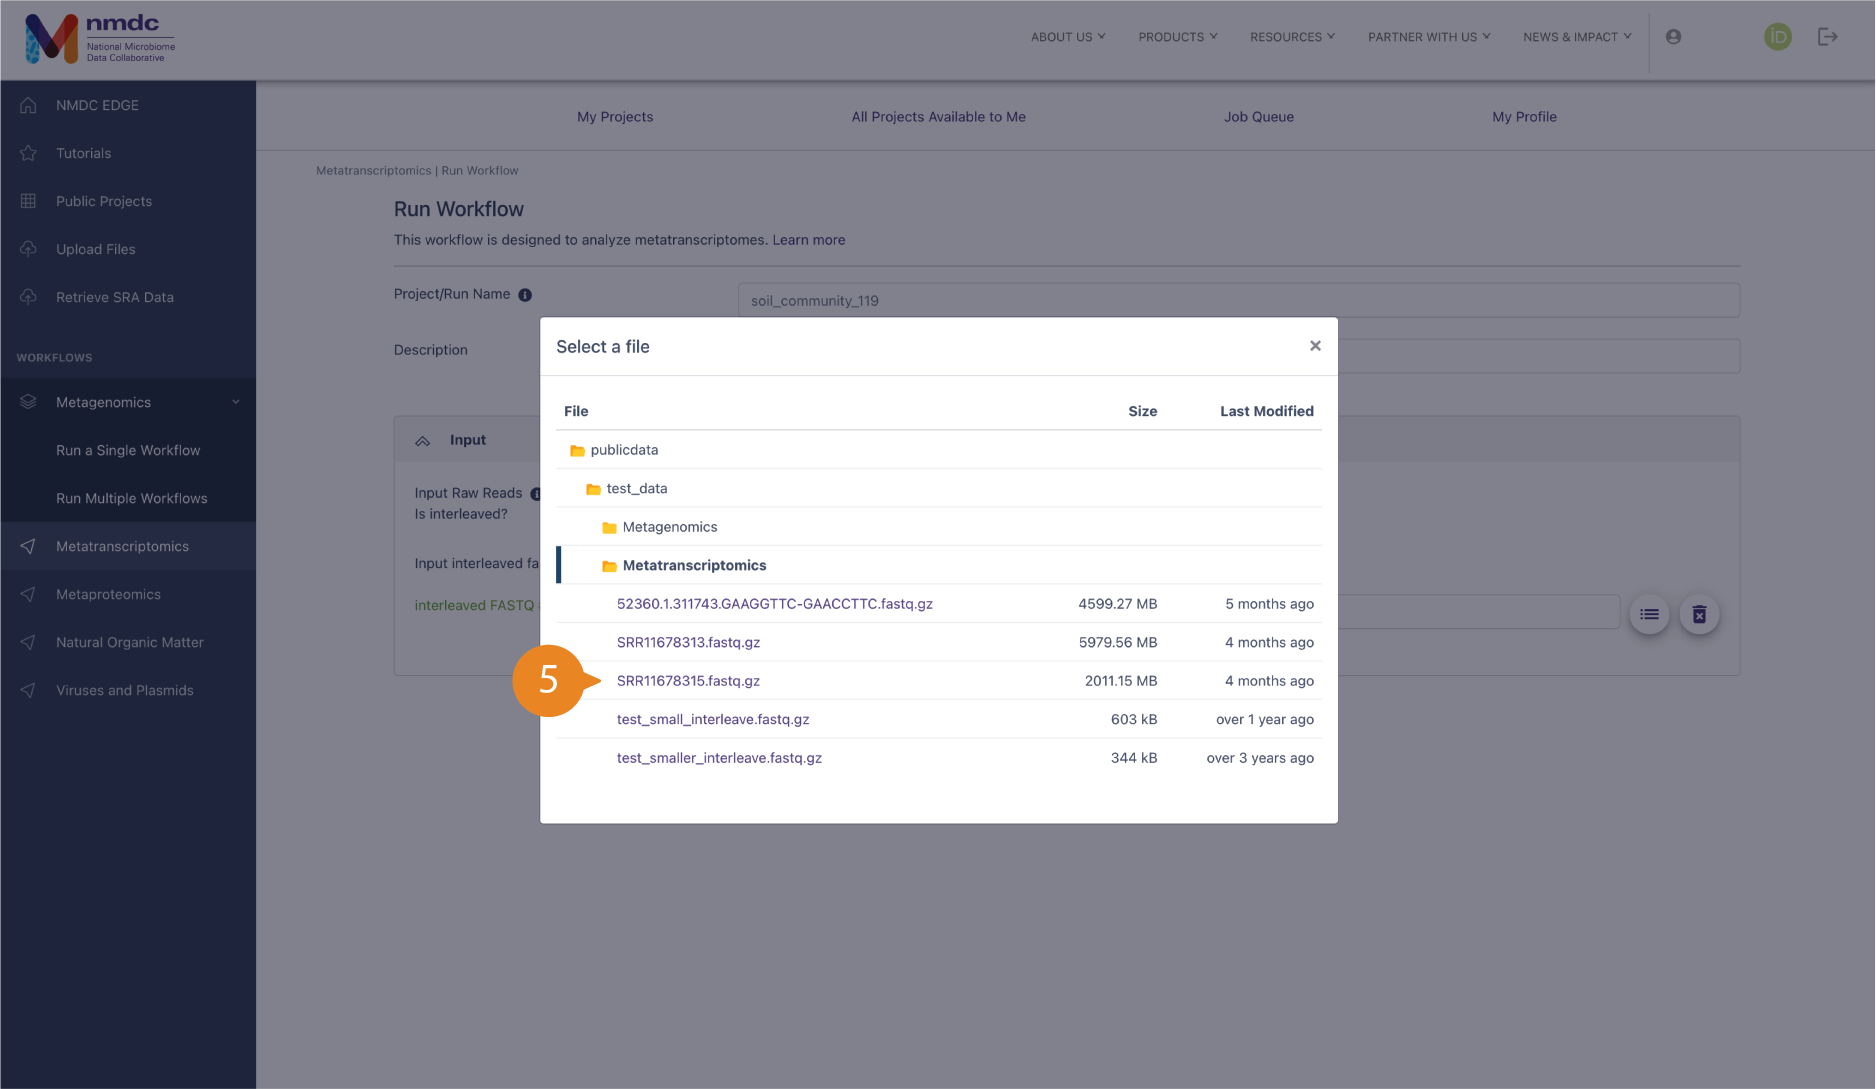 nmdc
National Microbiome
Data Collaborative
ABOUT US
PRODUCTS
RESOURCES
PARTNER WITH US
NEWS & IMPACT
iD
NMDC EDGE
Tutorials
Public Projects
Upload Files
Retrieve SRA Data
WORKFLOWS
Metagenomics
Run a Single Workflow
Run Multiple Workflows
Metatranscriptomics
Metaproteomics
Natural Organic Matter
Viruses and Plasmids
My Projects
All Projects Available to Me
Job Queue
My Profile
Metatranscriptomics | Run Workflow
Run Workflow
This workflow is designed to analyze metatranscriptomes. Learn more
Project/Run Name
soil_community_119
Description
Input
Input Raw Reads
Is interleaved?
Input interleaved fa
interleaved FASTQ
Select a file
File Size Last Modified
publicdata
test_data
Metagenomics
Metatranscriptomics
52360.1.311743.GAAGGTTC-GAACCTTC.fastq.gz 4599.27 MB 5 months ago
SRR11678313.fastq.gz 5979.56 MB 4 months ago
5
SRR11678315.fastq.gz 2011.15 MB 4 months ago
test_small_interleave.fastq.gz 603 kB over 1 year ago
test_smaller_interleave.fastq.gz 344 kB over 3 years ago